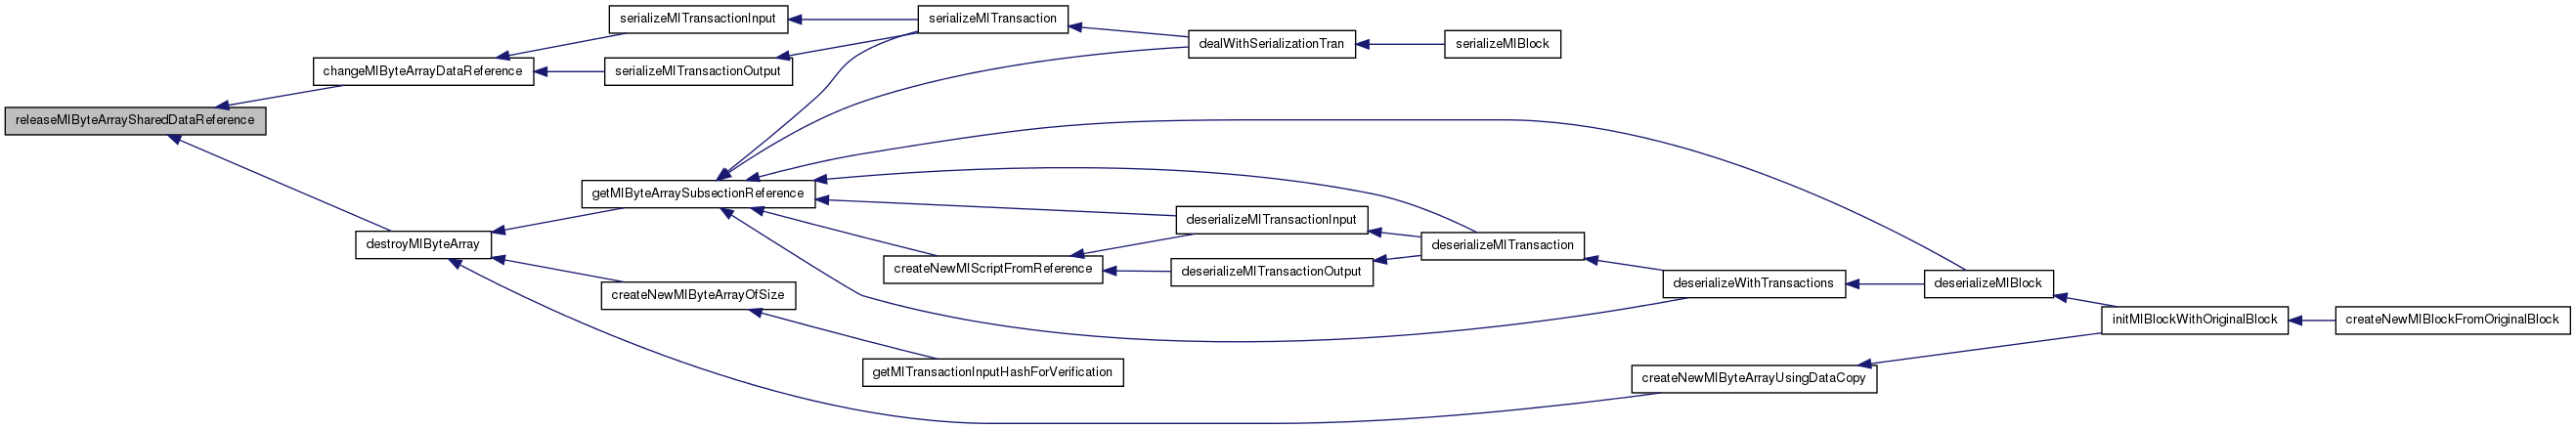 serializeMITransactionInput
serializeMITransaction
dealWithSerializationTran
serializeMIBlock
changeMIByteArrayDataReference
serializeMITransactionOutput
releaseMIByteArraySharedDataReference
getMIByteArraySubsectionReference
deserializeMITransactionInput
destroyMIByteArray
deserializeMITransaction
createNewMIScriptFromReference
deserializeMITransactionOutput
deserializeWithTransactions
deserializeMIBlock
createNewMIByteArrayOfSize
initMIBlockWithOriginalBlock
createNewMIBlockFromOriginalBlock
getMITransactionInputHashForVerification
createNewMIByteArrayUsingDataCopy